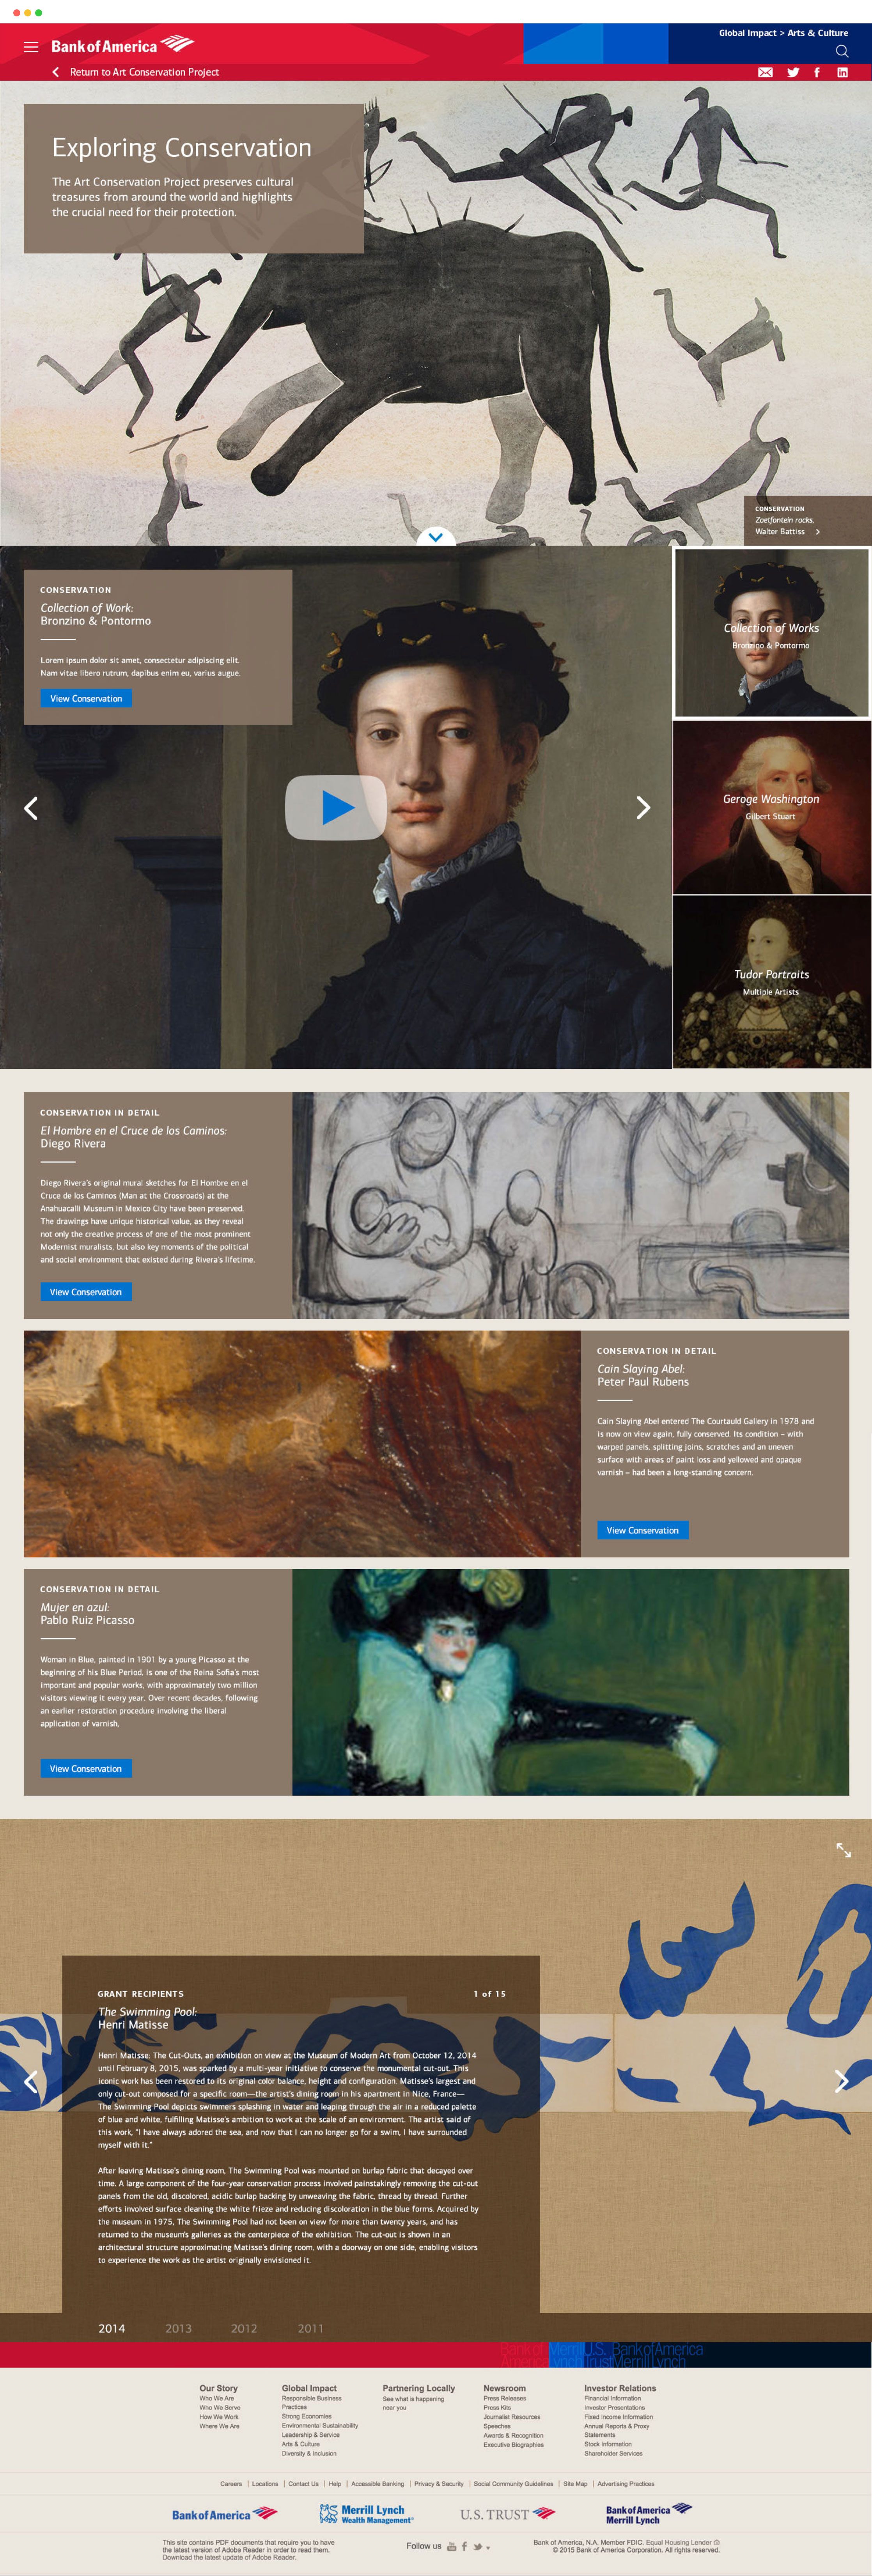 Global Impact > Arts & Culture
Bank of America
Return to Art Conservation Project
Exploring Conservation
The Art Conservation Project preserves cultural
treasures from around the world and highlights
the crucial need for their protection.
CONSERVATION
Zoetfontein rocks,
Walter Battiss >
CONSERVATION
Collection of Work:
Bronzino & Pontormo
Lorem ipsum dolor sit amet, consectetur adipiscing elit.
Nam vitae libero rutrum, dapibus enim eu, varius augue.
View Conservation
Collection of Works
Bronzino & Pontormo
Geroge Washington
Gilbert Stuart
Tudor Portraits
Multiple Artists
CONSERVATION IN DETAIL
El Hombre en el Cruce de los Caminos:
Diego Rivera
Diego Rivera's original mural sketches for El Hombre en el
Cruce de los Caminos (Man at the Crossroads) at the
Anahuacalli Museum in Mexico City have been preserved.
The drawings have unique historical value, as they reveal
not only the creative process of one of the most prominent
Modernist muralists, but also key moments of the political
and social environment that existed during Rivera's lifetime.
View Conservation
CONSERVATION IN DETAIL
Cain Slaying Abel:
Peter Paul Rubens
Cain Slaying Abel entered The Courtauld Gallery in 1978 and
is now on view again, fully conserved. Its condition – with
warped panels, splitting joins, scratches and an uneven
surface with areas of paint loss and yellowed and opaque
varnish – had been a long-standing concern.
View Conservation
CONSERVATION IN DETAIL
Mujer en azul:
Pablo Ruiz Picasso
Woman in Blue, painted in 1901 by a young Picasso at the
beginning of his Blue Period, is one of the Reina Sofia's most
important and popular works, with approximately two million
visitors viewing it every year. Over recent decades, following
an earlier restoration procedure involving the liberal
application of varnish,
View Conservation
GRANT RECIPIENTS
1 of 15
The Swimming Pool:
Henri Matisse
Henri Matisse: The Cut-Outs, an exhibition on view at the Museum of Modern Art from October 12, 2014
until February 8, 2015, was sparked by a multi-year initiative to conserve the monumental cut-out. This
iconic work has been restored to its original color balance, height and configuration. Matisse's largest and
only cut-out composed for a specific room—the artist's dining room in his apartment in Nice, France—
The Swimming Pool depicts swimmers splashing in water and leaping through the air in a reduced palette
of blue and white, fulfilling Matisse's ambition to work at the scale of an environment. The artist said of
this work, "I have always adored the sea, and now that I can no longer go for a swim, I have surrounded
myself with it."
After leaving Matisse's dining room, The Swimming Pool was mounted on burlap fabric that decayed over
time. A large component of the four-year conservation process involved painstakingly removing the cut-out
panels from the old, discolored, acidic burlap backing by unweaving the fabric, thread by thread. Further
efforts involved surface cleaning the white frieze and reducing discoloration in the blue forms. Acquired by
the museum in 1975, The Swimming Pool had not been on view for more than twenty years, and has
returned to the museum's galleries as the centerpiece of the exhibition. The cut-out is shown in an
architectural structure approximating Matisse's dining room, with a doorway on one side, enabling visitors
to experience the work as the artist originally envisioned it.
2014 2013 2012 2011
Bank of Merrill U.S. Bank of America
America Lynch Trust Merrill Lynch
Our Story
Who We Are
Who We Serve
How We Work
Where We Are
Global Impact
Responsible Business
Practices
Strong Economies
Environmental Sustainability
Leadership & Service
Arts & Culture
Diversity & Inclusion
Partnering Locally
See what is happening
near you
Newsroom
Press Releases
Press Kits
Journalist Resources
Speeches
Awards & Recognition
Executive Biographies
Investor Relations
Financial Information
Investor Presentations
Fixed Income Information
Annual Reports & Proxy
Statements
Stock Information
Shareholder Services
Careers | Locations | Contact Us | Help | Accessible Banking | Privacy & Security | Social Community Guidelines | Site Map | Advertising Practices
Bank of America
Merrill Lynch
Wealth Management
U.S. TRUST
Bank of America
Merrill Lynch
This site contains PDF documents that require you to have
the latest version of Adobe Reader in order to read them.
Download the latest update of Adobe Reader.
Follow us
Bank of America, N.A. Member FDIC. Equal Housing Lender
© 2015 Bank of America Corporation. All rights reserved.